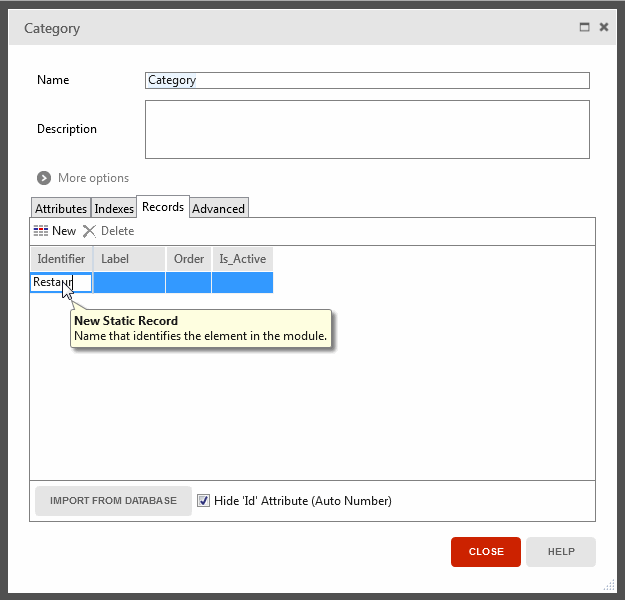 Category
Name
Category
Description
More options
Attributes Indexes Records Advanced
New Delete
Identifier Label Order Is_Active
Restaur
New Static Record
Name that identifies the element in the module.
IMPORT FROM DATABASE Hide 'Id' Attribute (Auto Number)
CLOSE HELP